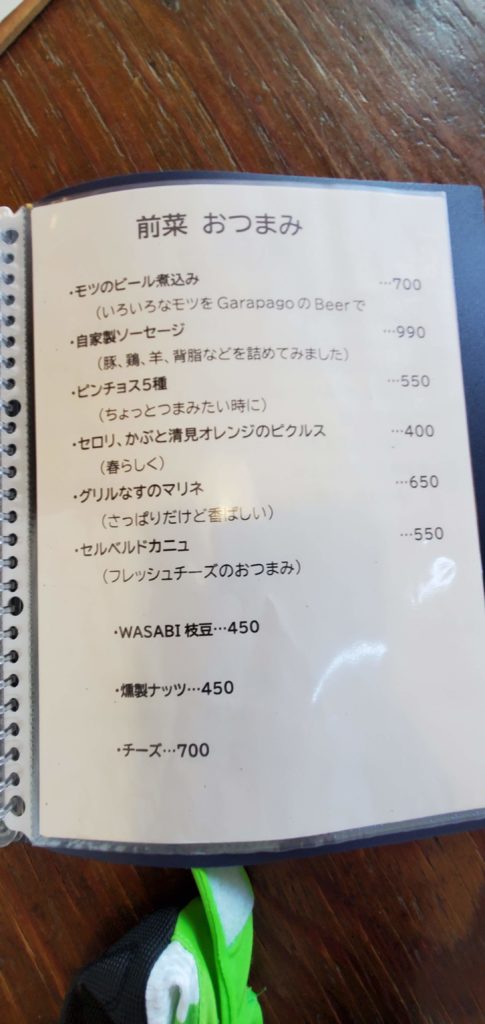 前菜 おつまみ
・モツのビール煮込み …700
(いろいろなモツをGarapagoのBeerで
・自家製ソーセージ …990
(豚、鶏、羊、背脂などを詰めてみました)
・ピンチョス5種 …550
(ちょっとつまみたい時に)
・セロリ、かぶと清見オレンジのピクルス …400
(春らしく)
・グリルなすのマリネ …650
(さっぱりだけど香ばしい)
・セルベルドカニュ …550
(フレッシュチーズのおつまみ)
・WASABI 枝豆…450
・燻製ナッツ…450
・チーズ…700